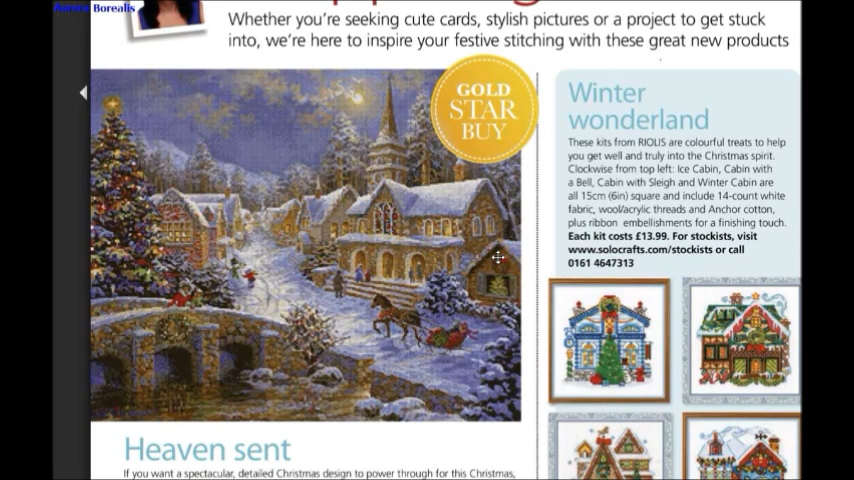 Aurora Borealis
Whether you're seeking cute cards, stylish pictures or a project to get stuck
into, we're here to inspire your festive stitching with these great new products
GOLD
STAR
BUY
Winter
wonderland
These kits from RIOLIS are colourful treats to help
you get well and truly into the Christmas spirit.
Clockwise from top left: Ice Cabin, Cabin with
a Bell, Cabin with Sleigh and Winter Cabin are
all 15cm (6in) square and include 14-count white
fabric, wool/acrylic threads and Anchor cotton,
plus ribbon embellishments for a finishing touch.
Each kit costs £13.99. For stockists, visit
www.solocrafts.com/stockists or call
0161 4647313
Heaven sent
If you want a spectacular, detailed Christmas design to power through for this Christmas,